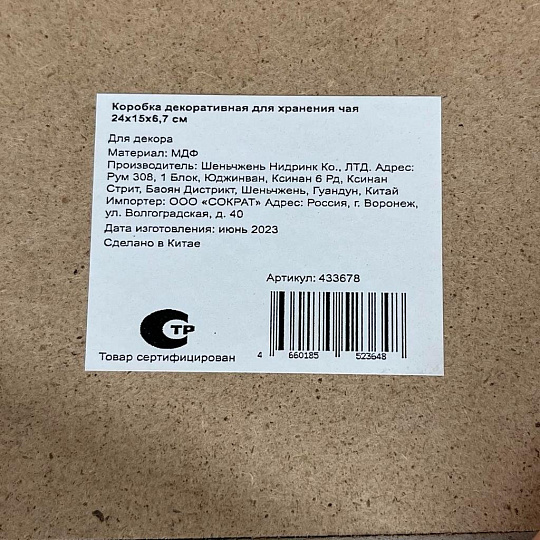 Коробка декоративная для хранения чая
24х15х6,7 см
Для декора
Материал: МДФ
Производитель: Шеньчжень Нидринк Ко., ЛТД. Адрес:
Рум 308, 1 Блок, Юджинван, Ксинан 6 Рд, Ксинан
Стрит, Баоян Дистрикт, Шеньчжень, Гуандун, Китай
Импортер: ООО «СОКРАТ» Адрес: Россия, г. Воронеж,
ул. Волгоградская, д. 40
Дата изготовления: июнь 2023
Сделано в Китае
Артикул: 433678
СТР
Товар сертифицирован
4 660185 523648